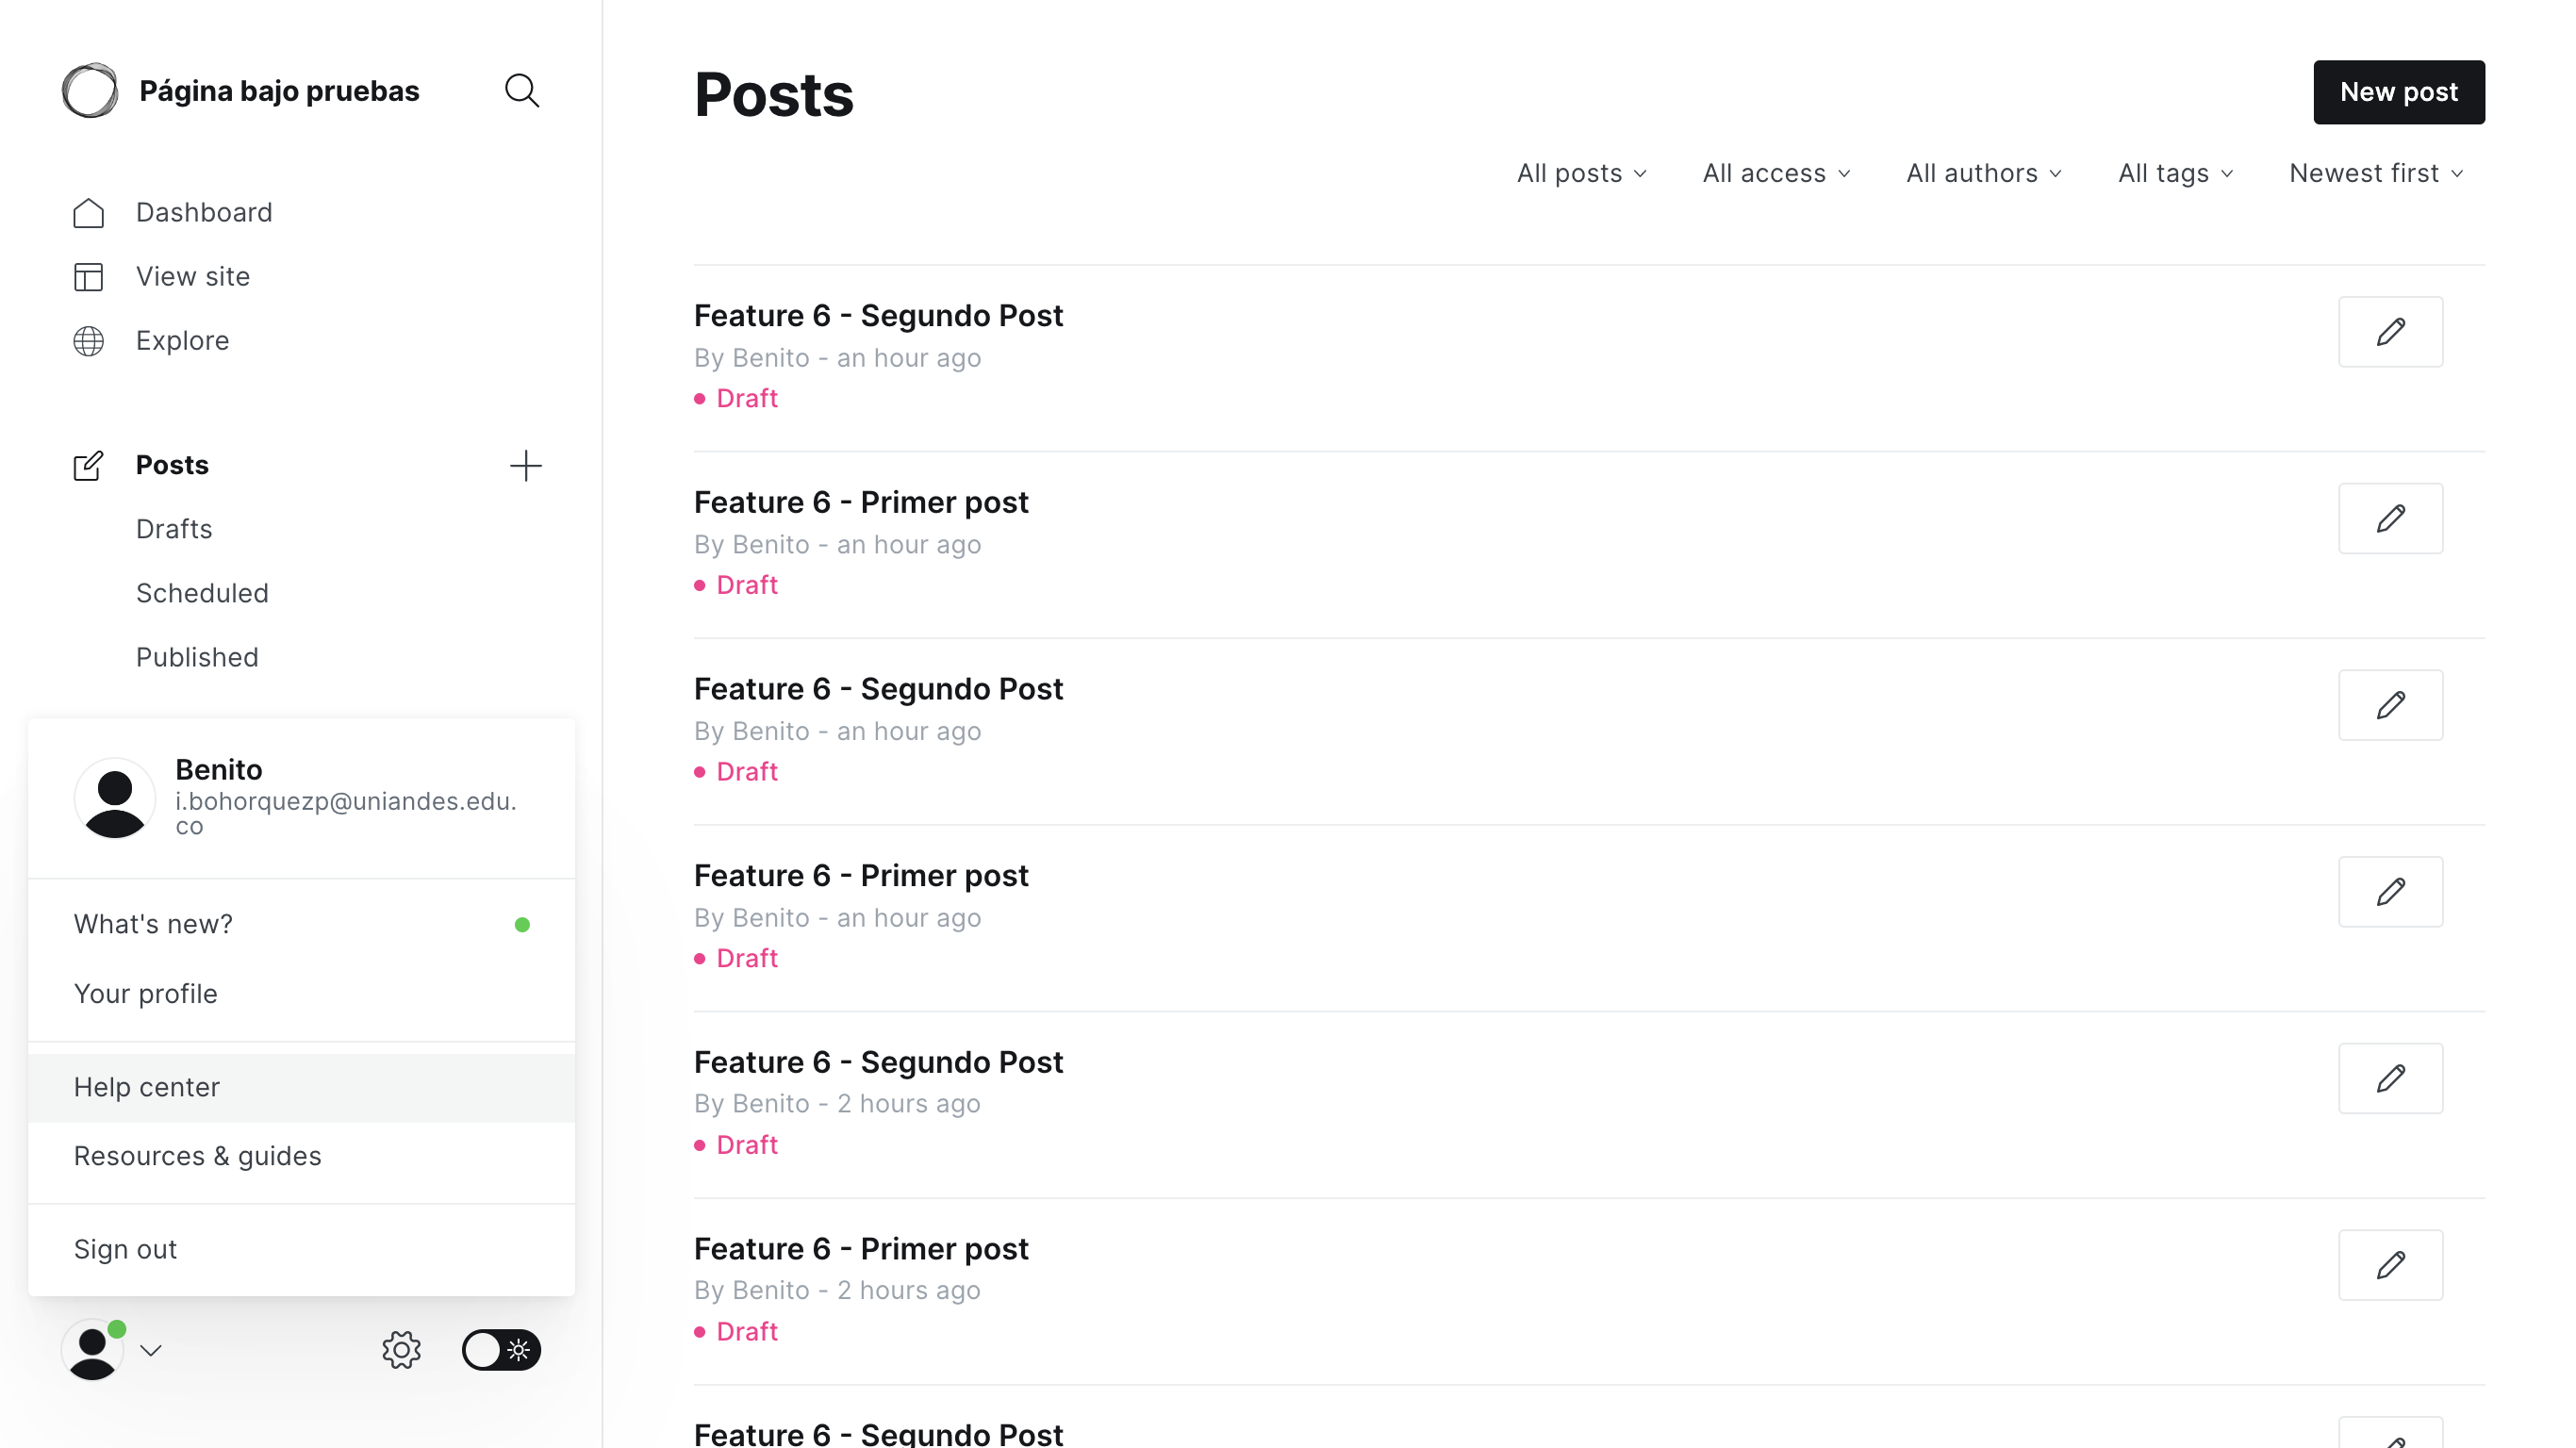 Página bajo pruebas
Dashboard
View site
Explore
Posts
Drafts
Scheduled
Published
Benito
i.bohorquezp@uniandes.edu.
co
What's new?
Your profile
Help center
Resources & guides
Sign out
Posts
New post
All posts
All access
All authors
All tags
Newest first
Feature 6 - Segundo Post
By Benito - an hour ago
Draft
Feature 6 - Primer post
By Benito - an hour ago
Draft
Feature 6 - Segundo Post
By Benito - an hour ago
Draft
Feature 6 - Primer post
By Benito - an hour ago
Draft
Feature 6 - Segundo Post
By Benito - 2 hours ago
Draft
Feature 6 - Primer post
By Benito - 2 hours ago
Draft
Feature 6 - Segundo Post